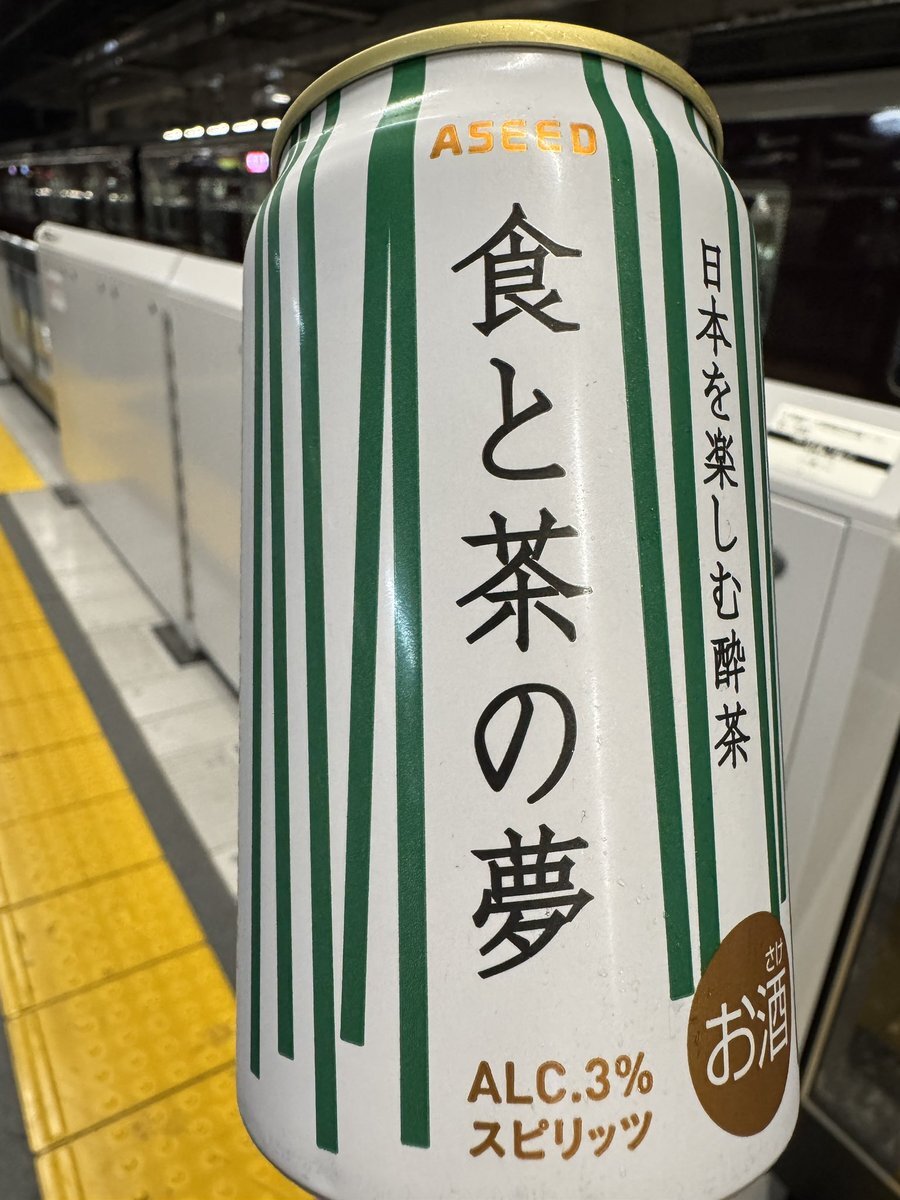 ASEED
食と茶の夢
日本を楽しむ酔茶
さけ
お酒
ALC.3%
スピリッツ